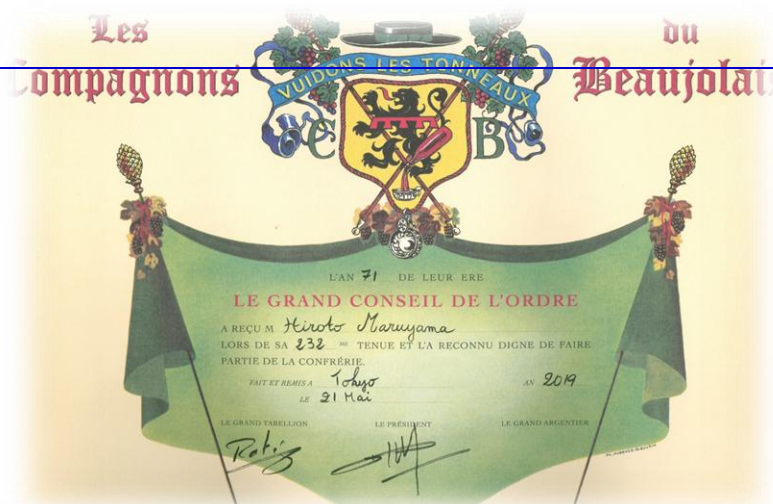 Les
Compagnons
du
Beaujolais
VUIDONS LES TONNEAUX
C B
L'AN 71 DE LEUR ERE
LE GRAND CONSEIL DE L'ORDRE
A REÇU M Hiroto Maruyama
LORS DE SA 232 ME TENUE ET L'A RECONNU DIGNE DE FAIRE
PARTIE DE LA CONFRÉRIE.
FAIT ET REMIS A Tokyo AN 2019
LE 21 Mai
LE GRAND TABELLION LE PRÉSIDENT LE GRAND ARGENTIER